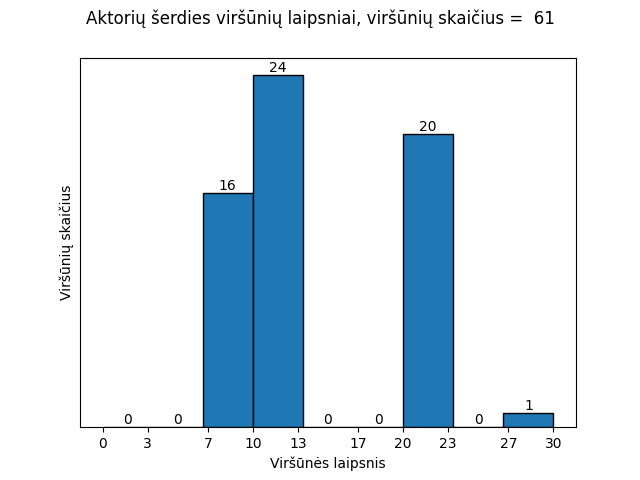 Aktorių šerdies viršūnių laipsniai, viršūnių skaičius =  61
24
20
16
1
0 0 0 0 0
Viršūnių skaičius
0 3 7 10 13 17 20 23 27 30
Viršūnės laipsnis